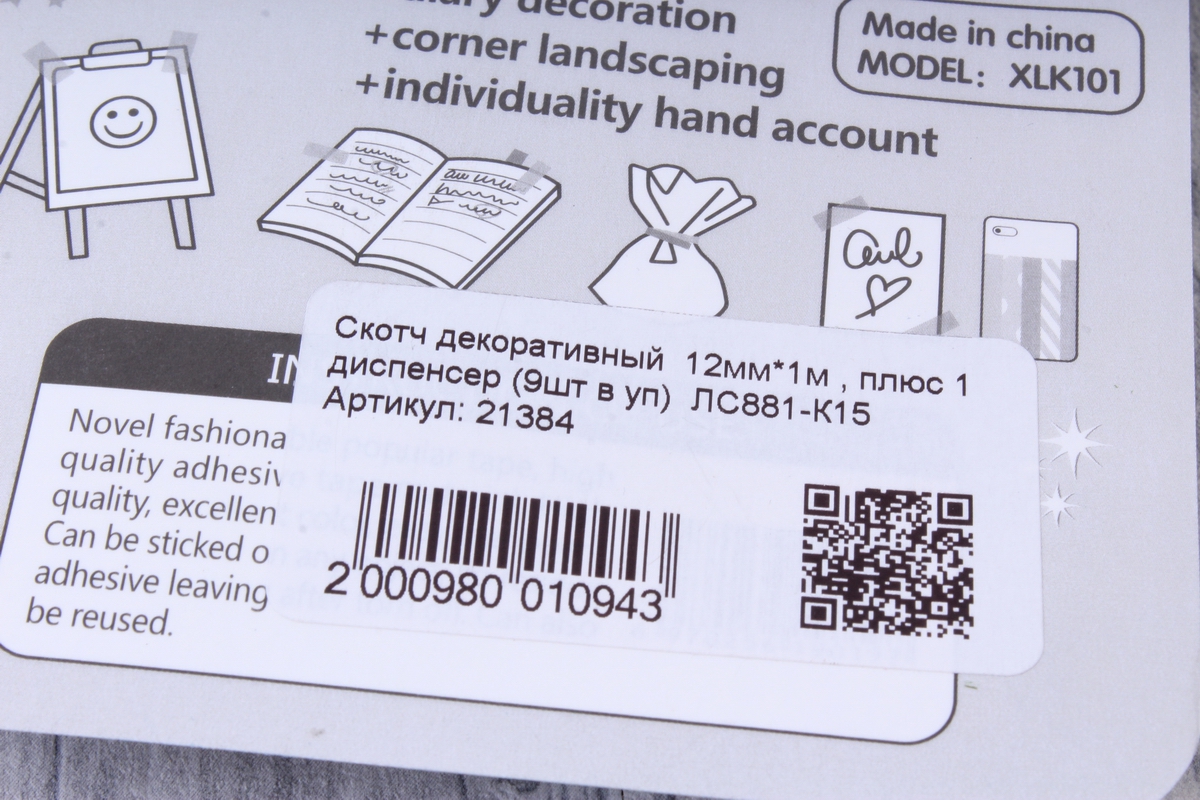 decoration
+corner landscaping
+individuality hand account
Made in china
MODEL: XLK101
Скотч декоративный 12мм*1м , плюс 1
диспенсер (9шт в уп) ЛС881-К15
Артикул: 21384
Novel fashiona
quality adhesiv
quality, excellen
Can be sticked o
adhesive leaving
be reused.
2 000980 010943